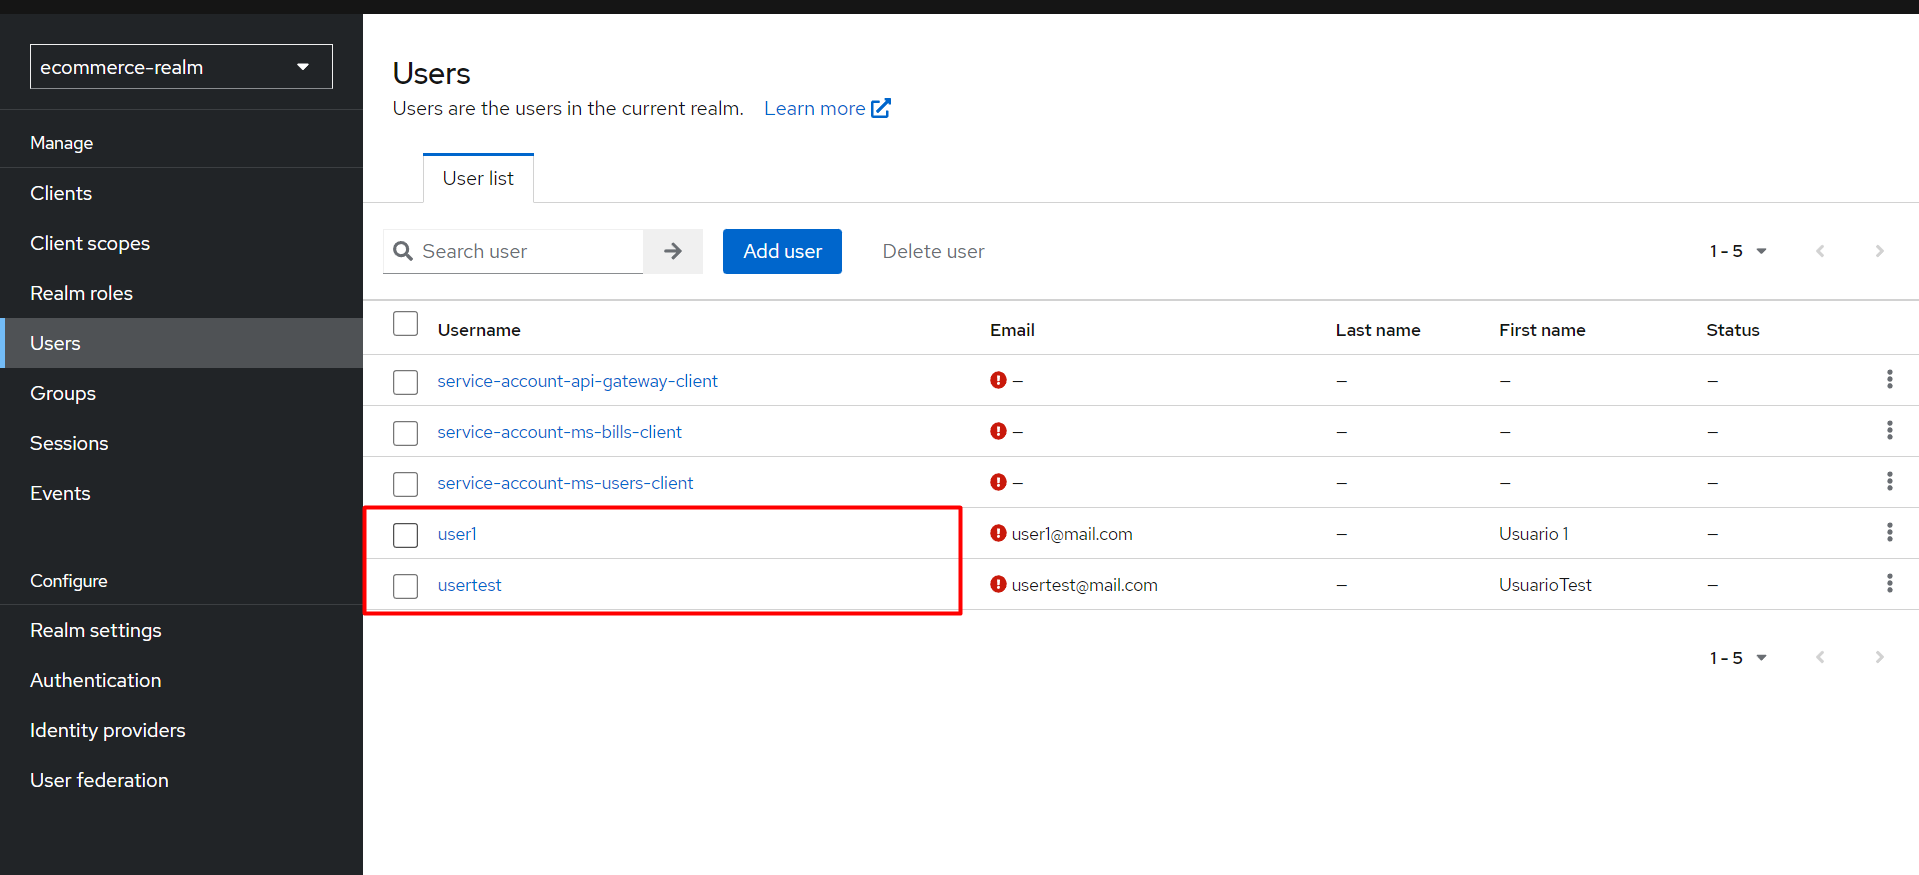 ecommerce-realm
Manage
Clients
Client scopes
Realm roles
Users
Groups
Sessions
Events
Configure
Realm settings
Authentication
Identity providers
User federation
Users
Users are the users in the current realm. Learn more
User list
Search user Add user Delete user 1 - 5
Username Email Last name First name Status
service-account-api-gateway-client – – – –
service-account-ms-bills-client – – – –
service-account-ms-users-client – – – –
user1 user1@mail.com – Usuario 1 –
usertest usertest@mail.com – UsuarioTest –
1 - 5